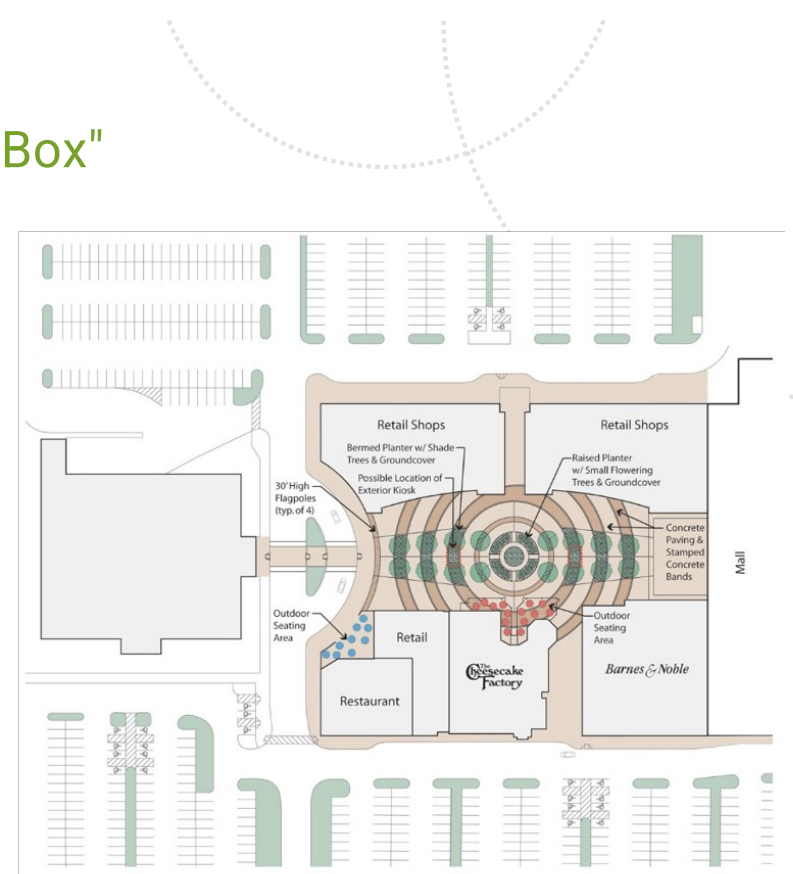 Box"
Retail Shops
Retail Shops
Bermed Planter w/ Shade
Trees & Groundcover
Raised Planter
w/ Small Flowering
Trees & Groundcover
Possible Location of
Exterior Kiosk
30' High
Flagpoles
(typ. of 4)
Concrete
Paving &
Stamped
Concrete
Bands
Mall
Outdoor
Seating
Area
Outdoor
Seating
Area
Retail
The
Cheesecake
Factory
Barnes & Noble
Restaurant